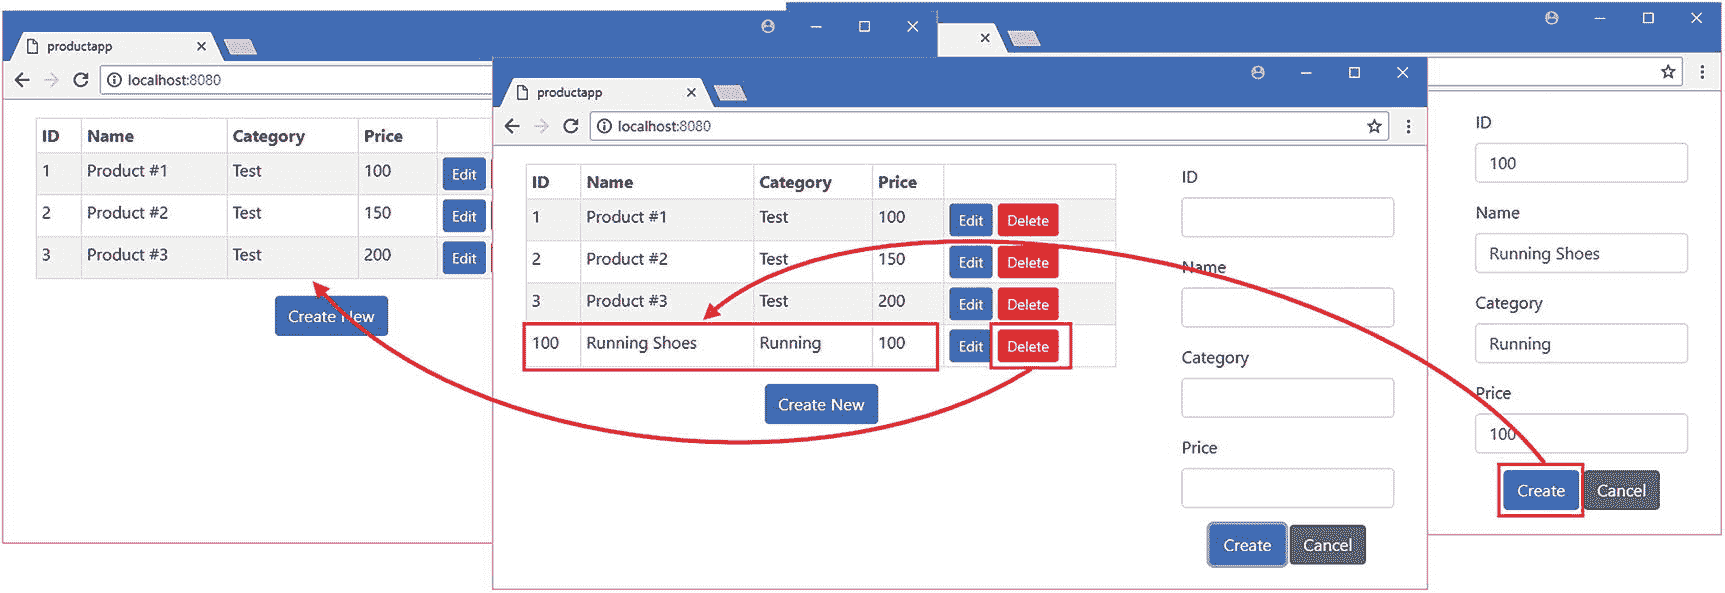 productapp
localhost:8080
ID Name Category Price
1 Product #1 Test 100 Edit
2 Product #2 Test 150 Edit
3 Product #3 Test 200 Edit
Create New
productapp
localhost:8080
ID Name Category Price
1 Product #1 Test 100 Edit Delete
2 Product #2 Test 150 Edit Delete
3 Product #3 Test 200 Edit Delete
100 Running Shoes Running 100 Edit Delete
Create New
ID
Name
Category
Price
Create Cancel
ID
100
Name
Running Shoes
Category
Running
Price
100
Create Cancel